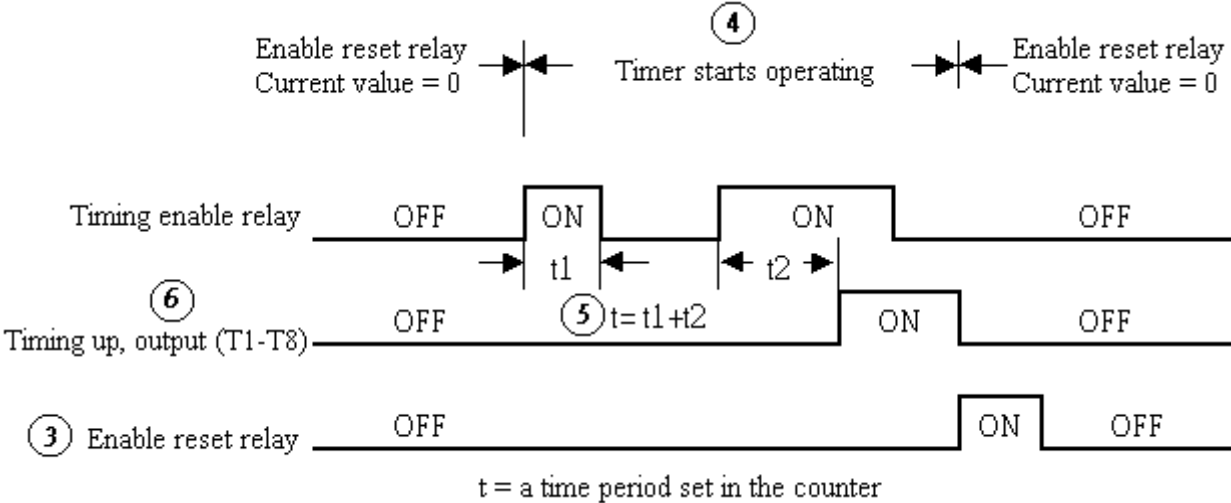 4
Enable reset relay
Current value = 0
Timer starts operating
Enable reset relay
Current value = 0
Timing enable relay
OFF
ON
ON
OFF
t1
t2
6
Timing up, output (T1-T8)
OFF
5 t= t1+t2
ON
OFF
3 Enable reset relay
OFF
ON
OFF
t = a time period set in the counter